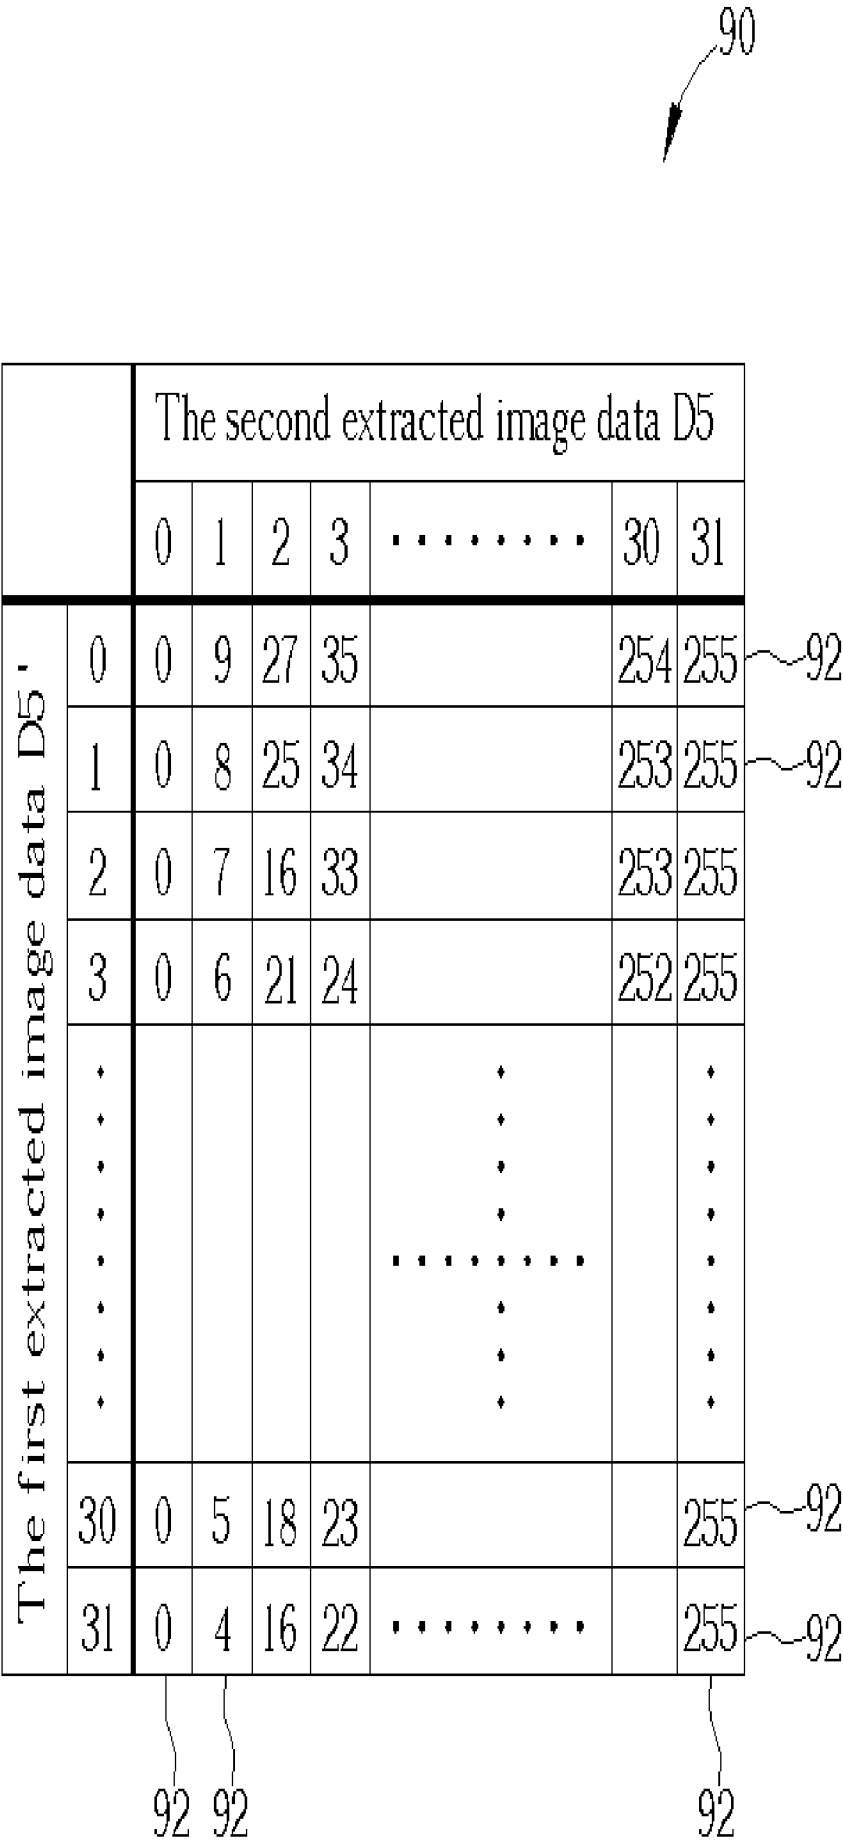 90
The second extracted image data D5
0 1 2 3 ········ 30 31
The first extracted image data D5'
0 0 9 27 35 254 255 92
1 0 8 25 34 253 255 92
2 0 7 16 33 253 255
3 0 6 21 24 252 255
30 0 5 18 23 255 92
31 0 4 16 22 ········ 255 92
92 92 92